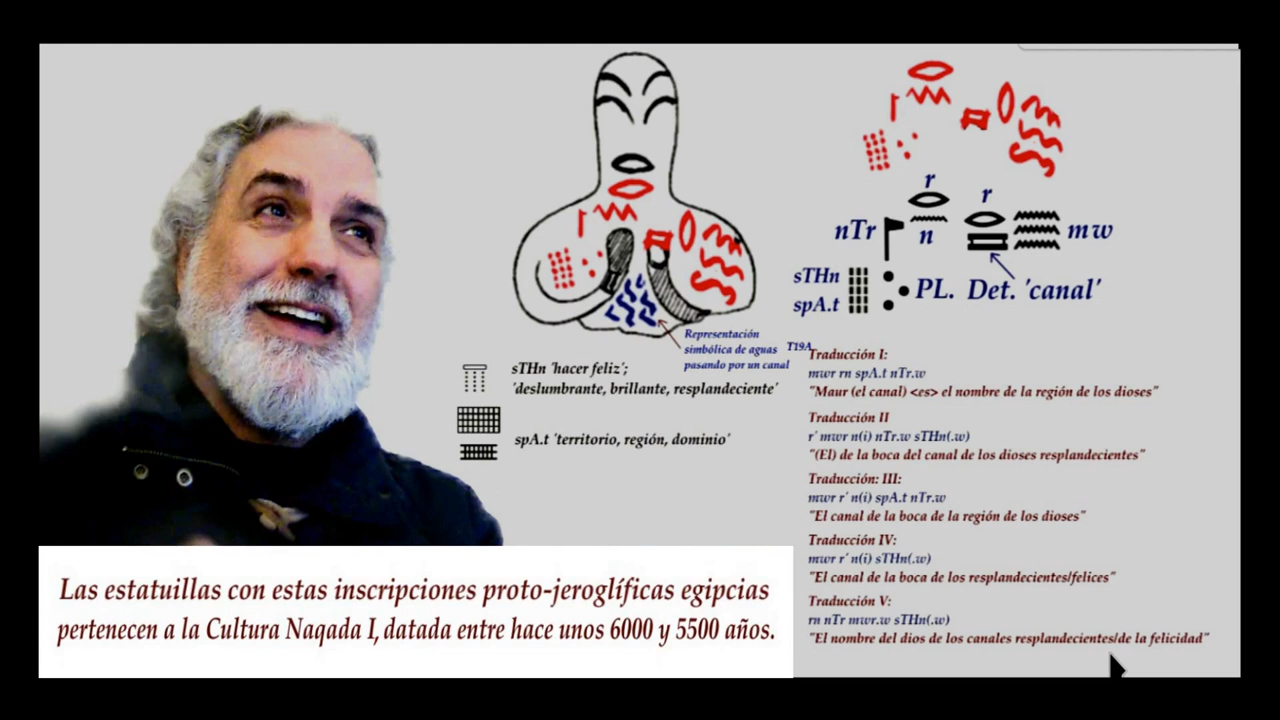 r
r
nTr
n
mw
sTHn
spA.t
PL.
Det. 'canal'
Representación
simbólica de aguas
pasando por un canal
T19A
sTHn 'hacer feliz';
'deslumbrante, brillante, resplandeciente'
spA.t 'territorio, región, dominio'
Traducción I:
mwr rn spA.t nTr.w
"Maur (el canal) <es> el nombre de la región de los dioses"
Traducción II
r' mwr n(i) nTr.w sTHn(.w)
"(El) de la boca del canal de los dioses resplandecientes"
Traducción: III:
mwr r' n(i) spA.t nTr.w
"El canal de la boca de la región de los dioses"
Traducción IV:
mwr r' n(i) sTHn(.w)
"El canal de la boca de los resplandecientes/felices"
Traducción V:
rn nTr mwr.w sTHn(.w)
"El nombre del dios de los canales resplandecientes/de la felicidad"
Las estatuillas con estas inscripciones proto-jeroglíficas egipcias
pertenecen a la Cultura Naqada I, datada entre hace unos 6000 y 5500 años.